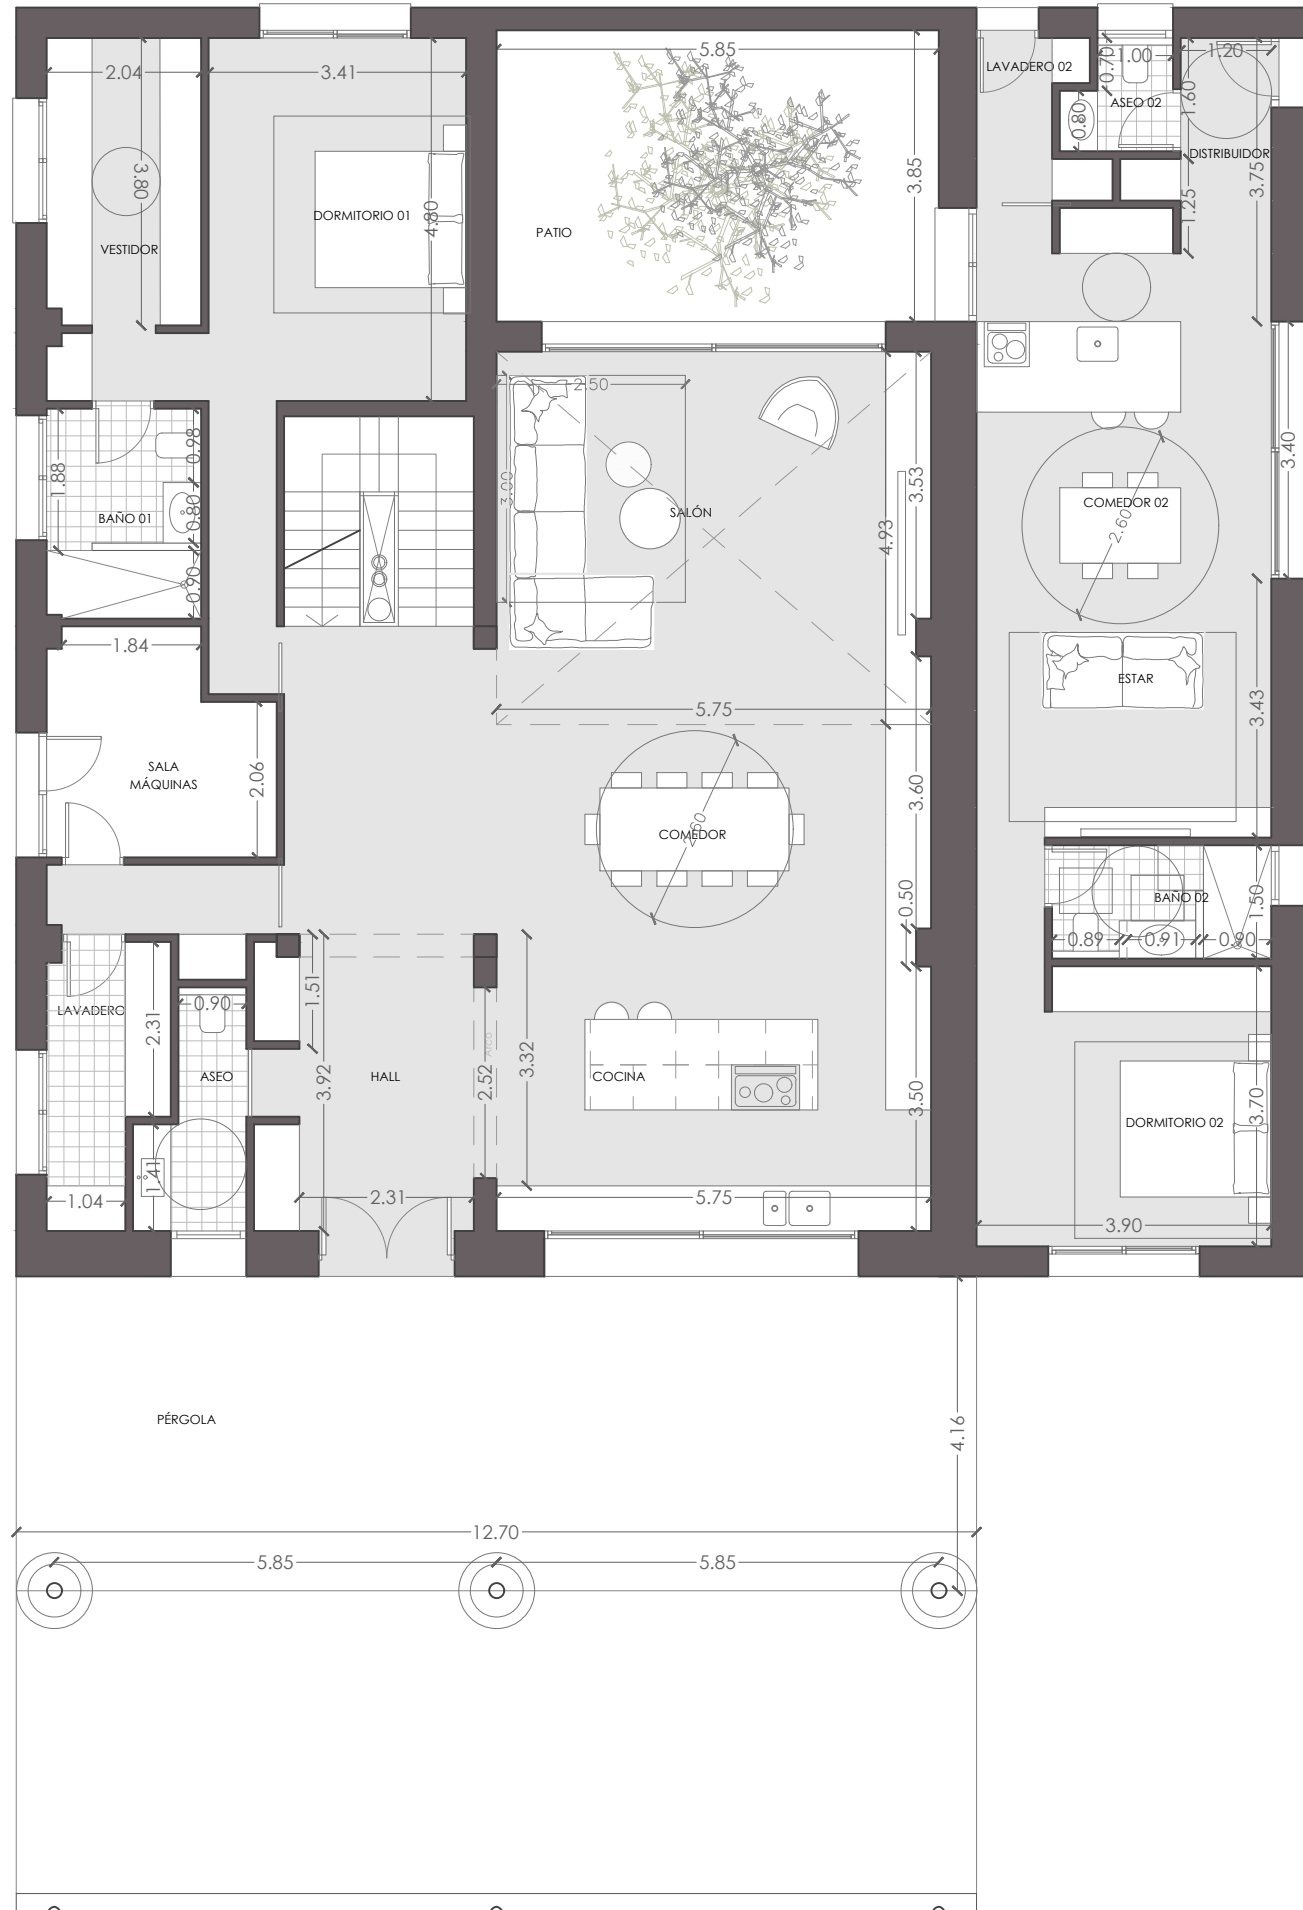 5.85
2.04
3.41
LAVADERO 02
0.70
1.00
1.20
ASEO 02
1.60
0.80
DISTRIBUIDOR
3.80
3.85
3.75
DORMITORIO 01
4.80
1.25
PATIO
VESTIDOR
2.50
3.40
0.98
1.88
3.00
3.53
COMEDOR 02
2.60
BAÑO 01
0.80
SALÓN
4.93
0.90
1.84
ESTAR
5.75
3.43
SALA
MÁQUINAS
2.06
3.60
COMEDOR
2.60
0.50
BAÑO 02
1.50
0.89
0.91
0.90
1.51
0.90
LAVADERO
2.31
Arco
3.32
ASEO
3.92
HALL
2.52
COCINA
3.50
3.70
DORMITORIO 02
1.41
1.04
2.31
5.75
3.90
PÉRGOLA
4.16
12.70
5.85
5.85